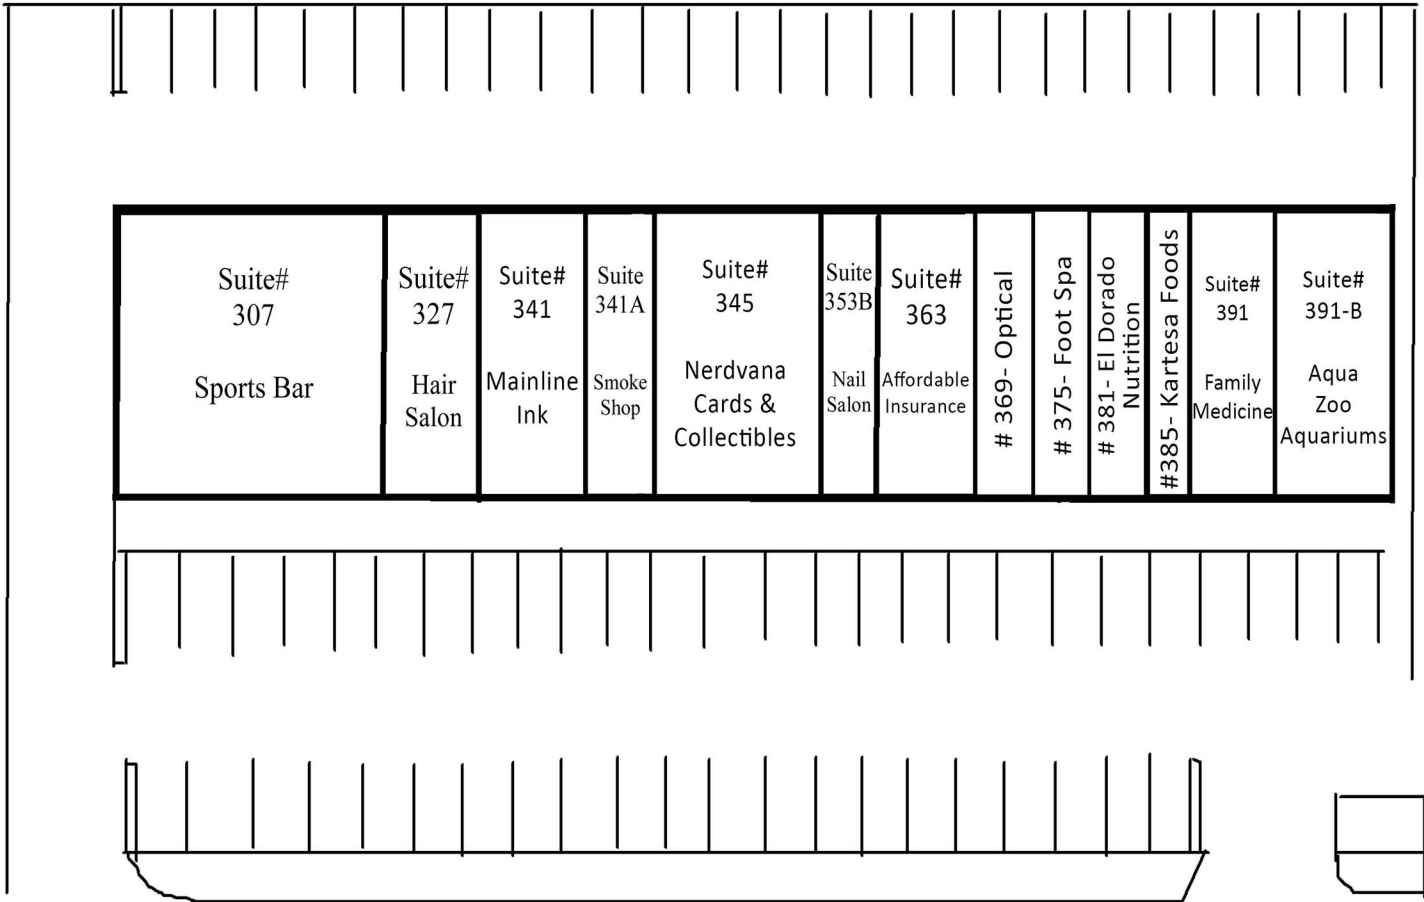 Suite#
307
Sports Bar
Suite#
327
Hair
Salon
Suite#
341
Mainline
Ink
Suite
341A
Smoke
Shop
Suite#
345
Nerdvana
Cards &
Collectibles
Suite
353B
Nail
Salon
Suite#
363
Affordable
Insurance
# 369- Optical
# 375- Foot Spa
# 381- El Dorado
Nutrition
#385- Kartesa Foods
Suite#
391
Family
Medicine
Suite#
391-B
Aqua
Zoo
Aquariums